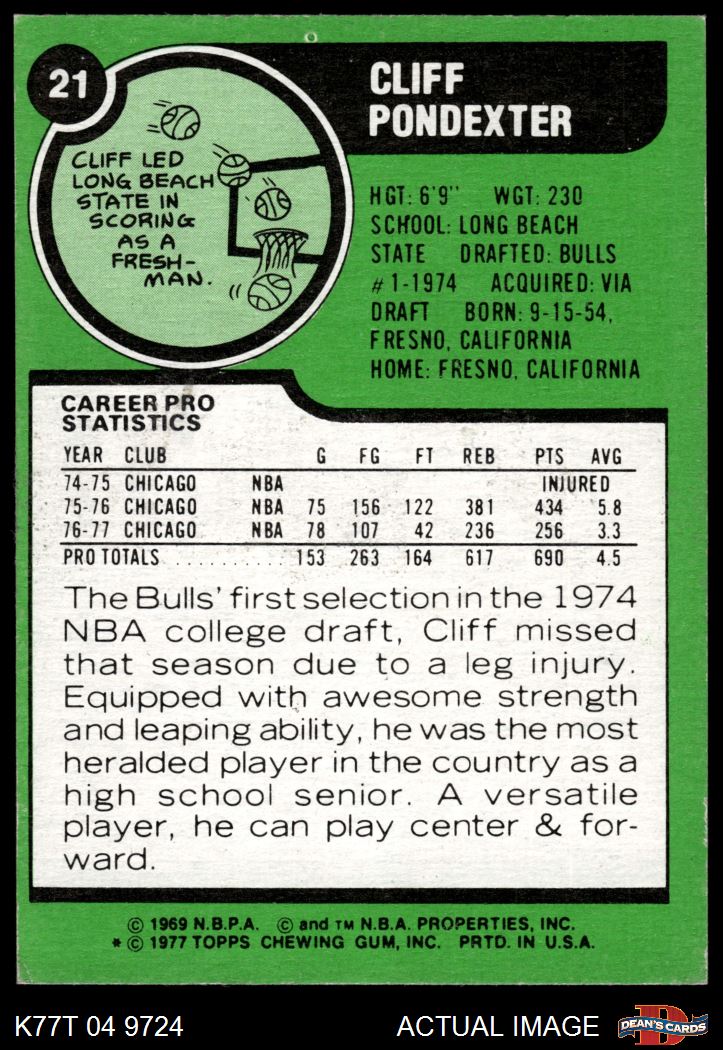 21
CLIFF
PONDEXTER
CLIFF LED
LONG BEACH
STATE IN
SCORING
AS A
FRESH-
MAN.
HGT: 6'9" WGT: 230
SCHOOL: LONG BEACH
STATE DRAFTED: BULLS
#1-1974 ACQUIRED: VIA
DRAFT BORN: 9-15-54,
FRESNO, CALIFORNIA
HOME: FRESNO, CALIFORNIA
CAREER PRO
STATISTICS
YEAR CLUB G FG FT REB PTS AVG
74-75 CHICAGO NBA INJURED
75-76 CHICAGO NBA 75 156 122 381 434 5.8
76-77 CHICAGO NBA 78 107 42 236 256 3.3
PRO TOTALS .......... 153 263 164 617 690 4.5
The Bulls' first selection in the 1974
NBA college draft, Cliff missed
that season due to a leg injury.
Equipped with awesome strength
and leaping ability, he was the most
heralded player in the country as a
high school senior. A versatile
player, he can play center & for-
ward.
© 1969 N.B.P.A. © and TM N.B.A. PROPERTIES, INC.
* © 1977 TOPPS CHEWING GUM, INC. PRTD. IN U.S.A.
K77T 04 9724
ACTUAL IMAGE
D
DEAN'S CARDS